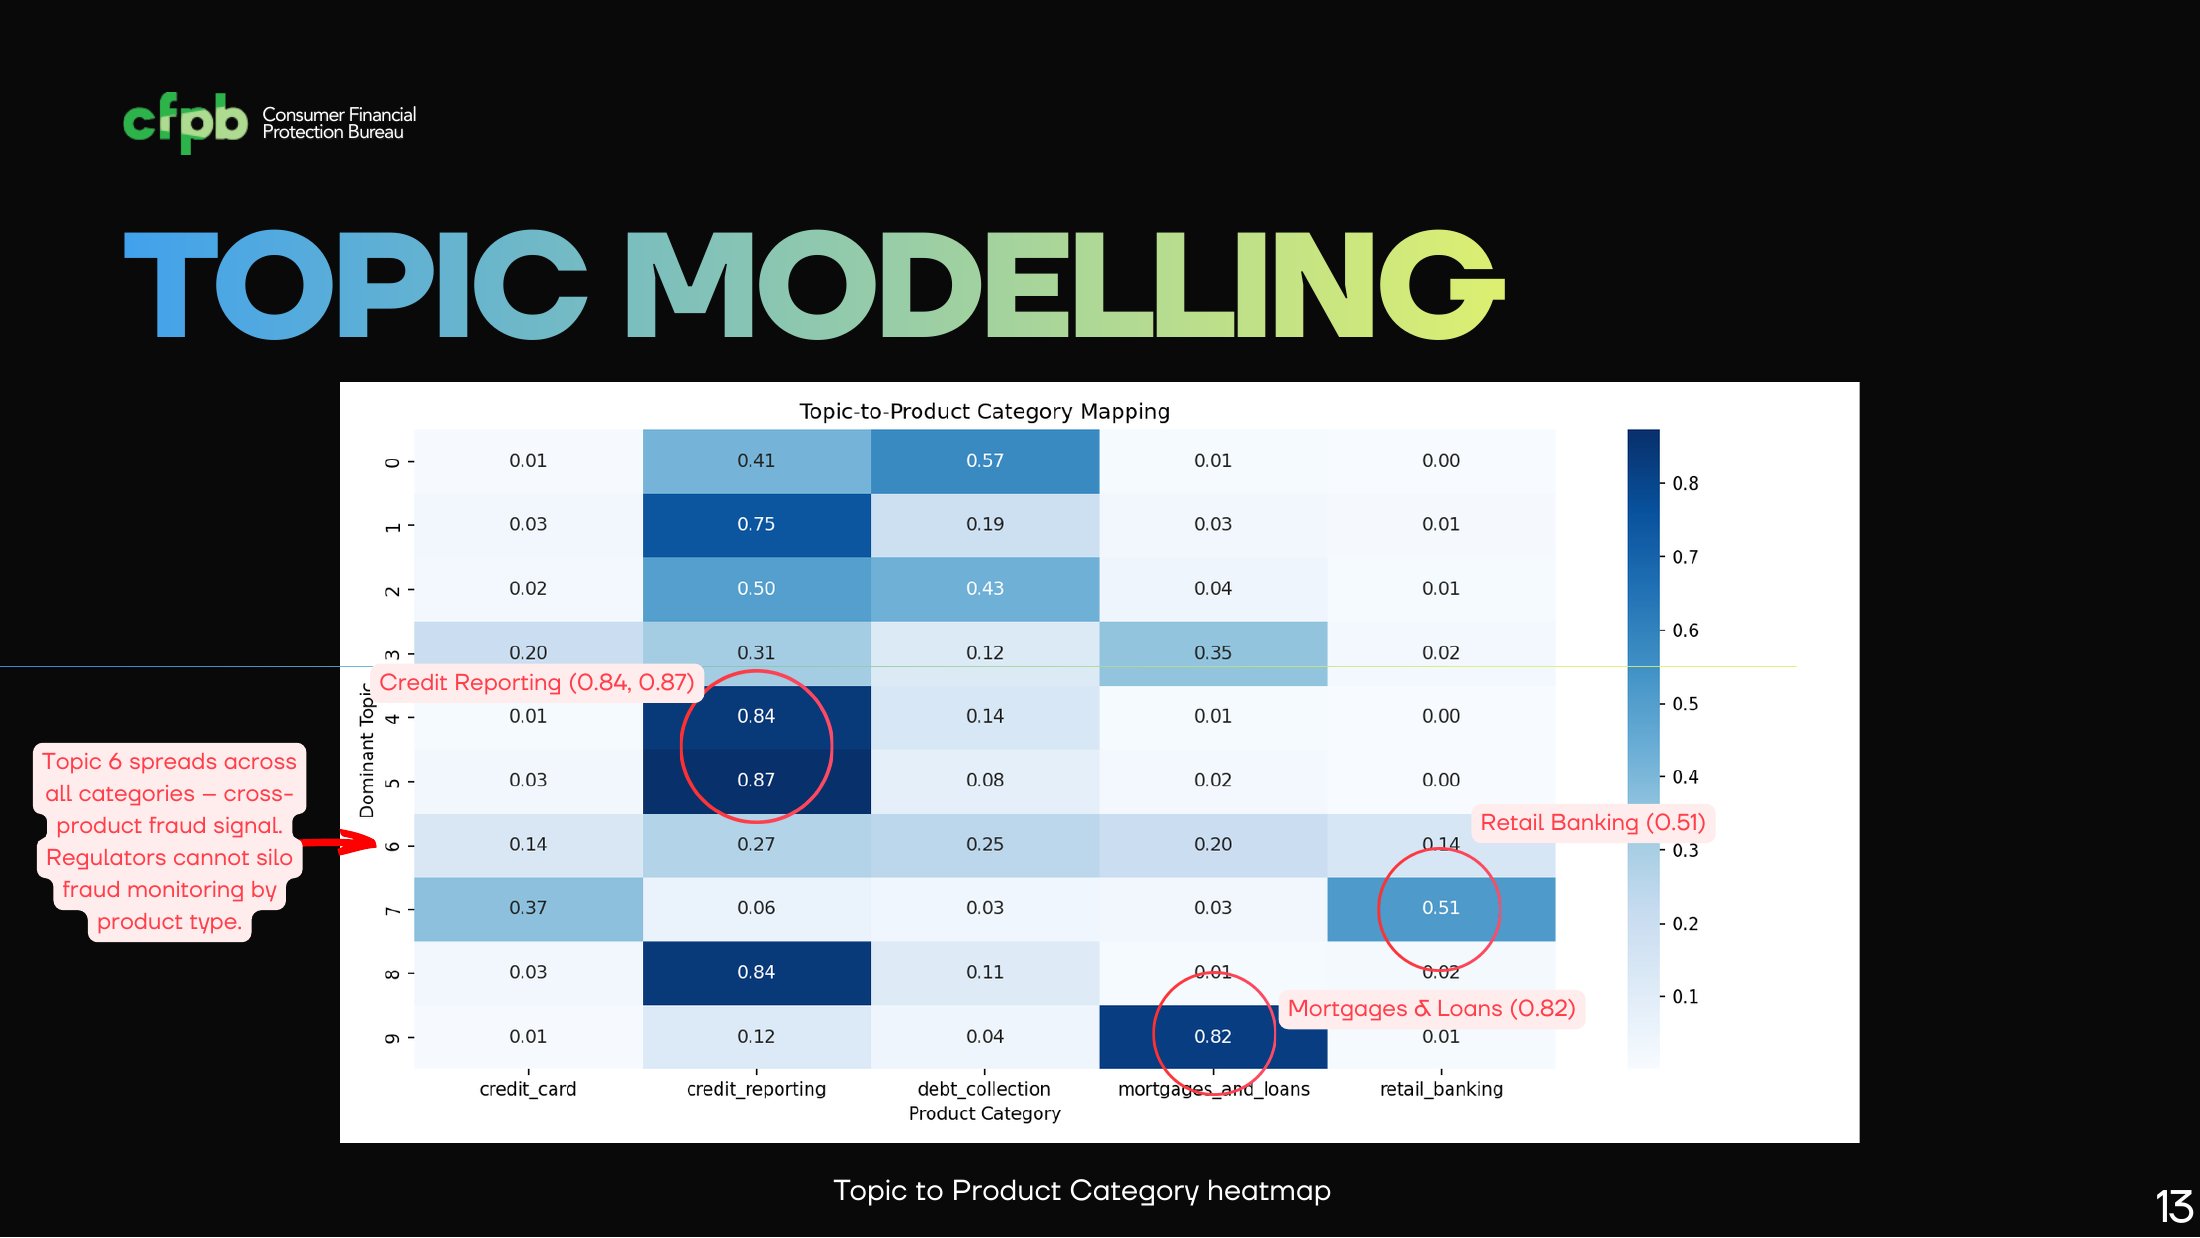 cfpb
Consumer Financial
Protection Bureau
TOPIC MODELLING
Topic-to-Product Category Mapping
0 0.01 0.41 0.57 0.01 0.00
1 0.03 0.75 0.19 0.03 0.01
2 0.02 0.50 0.43 0.04 0.01
3 0.20 0.31 0.12 0.35 0.02
Credit Reporting (0.84, 0.87)
4 0.01 0.84 0.14 0.01 0.00
5 0.03 0.87 0.08 0.02 0.00
Retail Banking (0.51)
6 0.14 0.27 0.25 0.20 0.14
7 0.37 0.06 0.03 0.03 0.51
8 0.03 0.84 0.11 0.01 0.02
Mortgages & Loans (0.82)
9 0.01 0.12 0.04 0.82 0.01
credit_card credit_reporting debt_collection mortgages_and_loans retail_banking
Product Category
Dominant Topic
0.8
0.7
0.6
0.5
0.4
0.3
0.2
0.1
Topic 6 spreads across
all categories – cross-
product fraud signal.
Regulators cannot silo
fraud monitoring by
product type.
Topic to Product Category heatmap
13